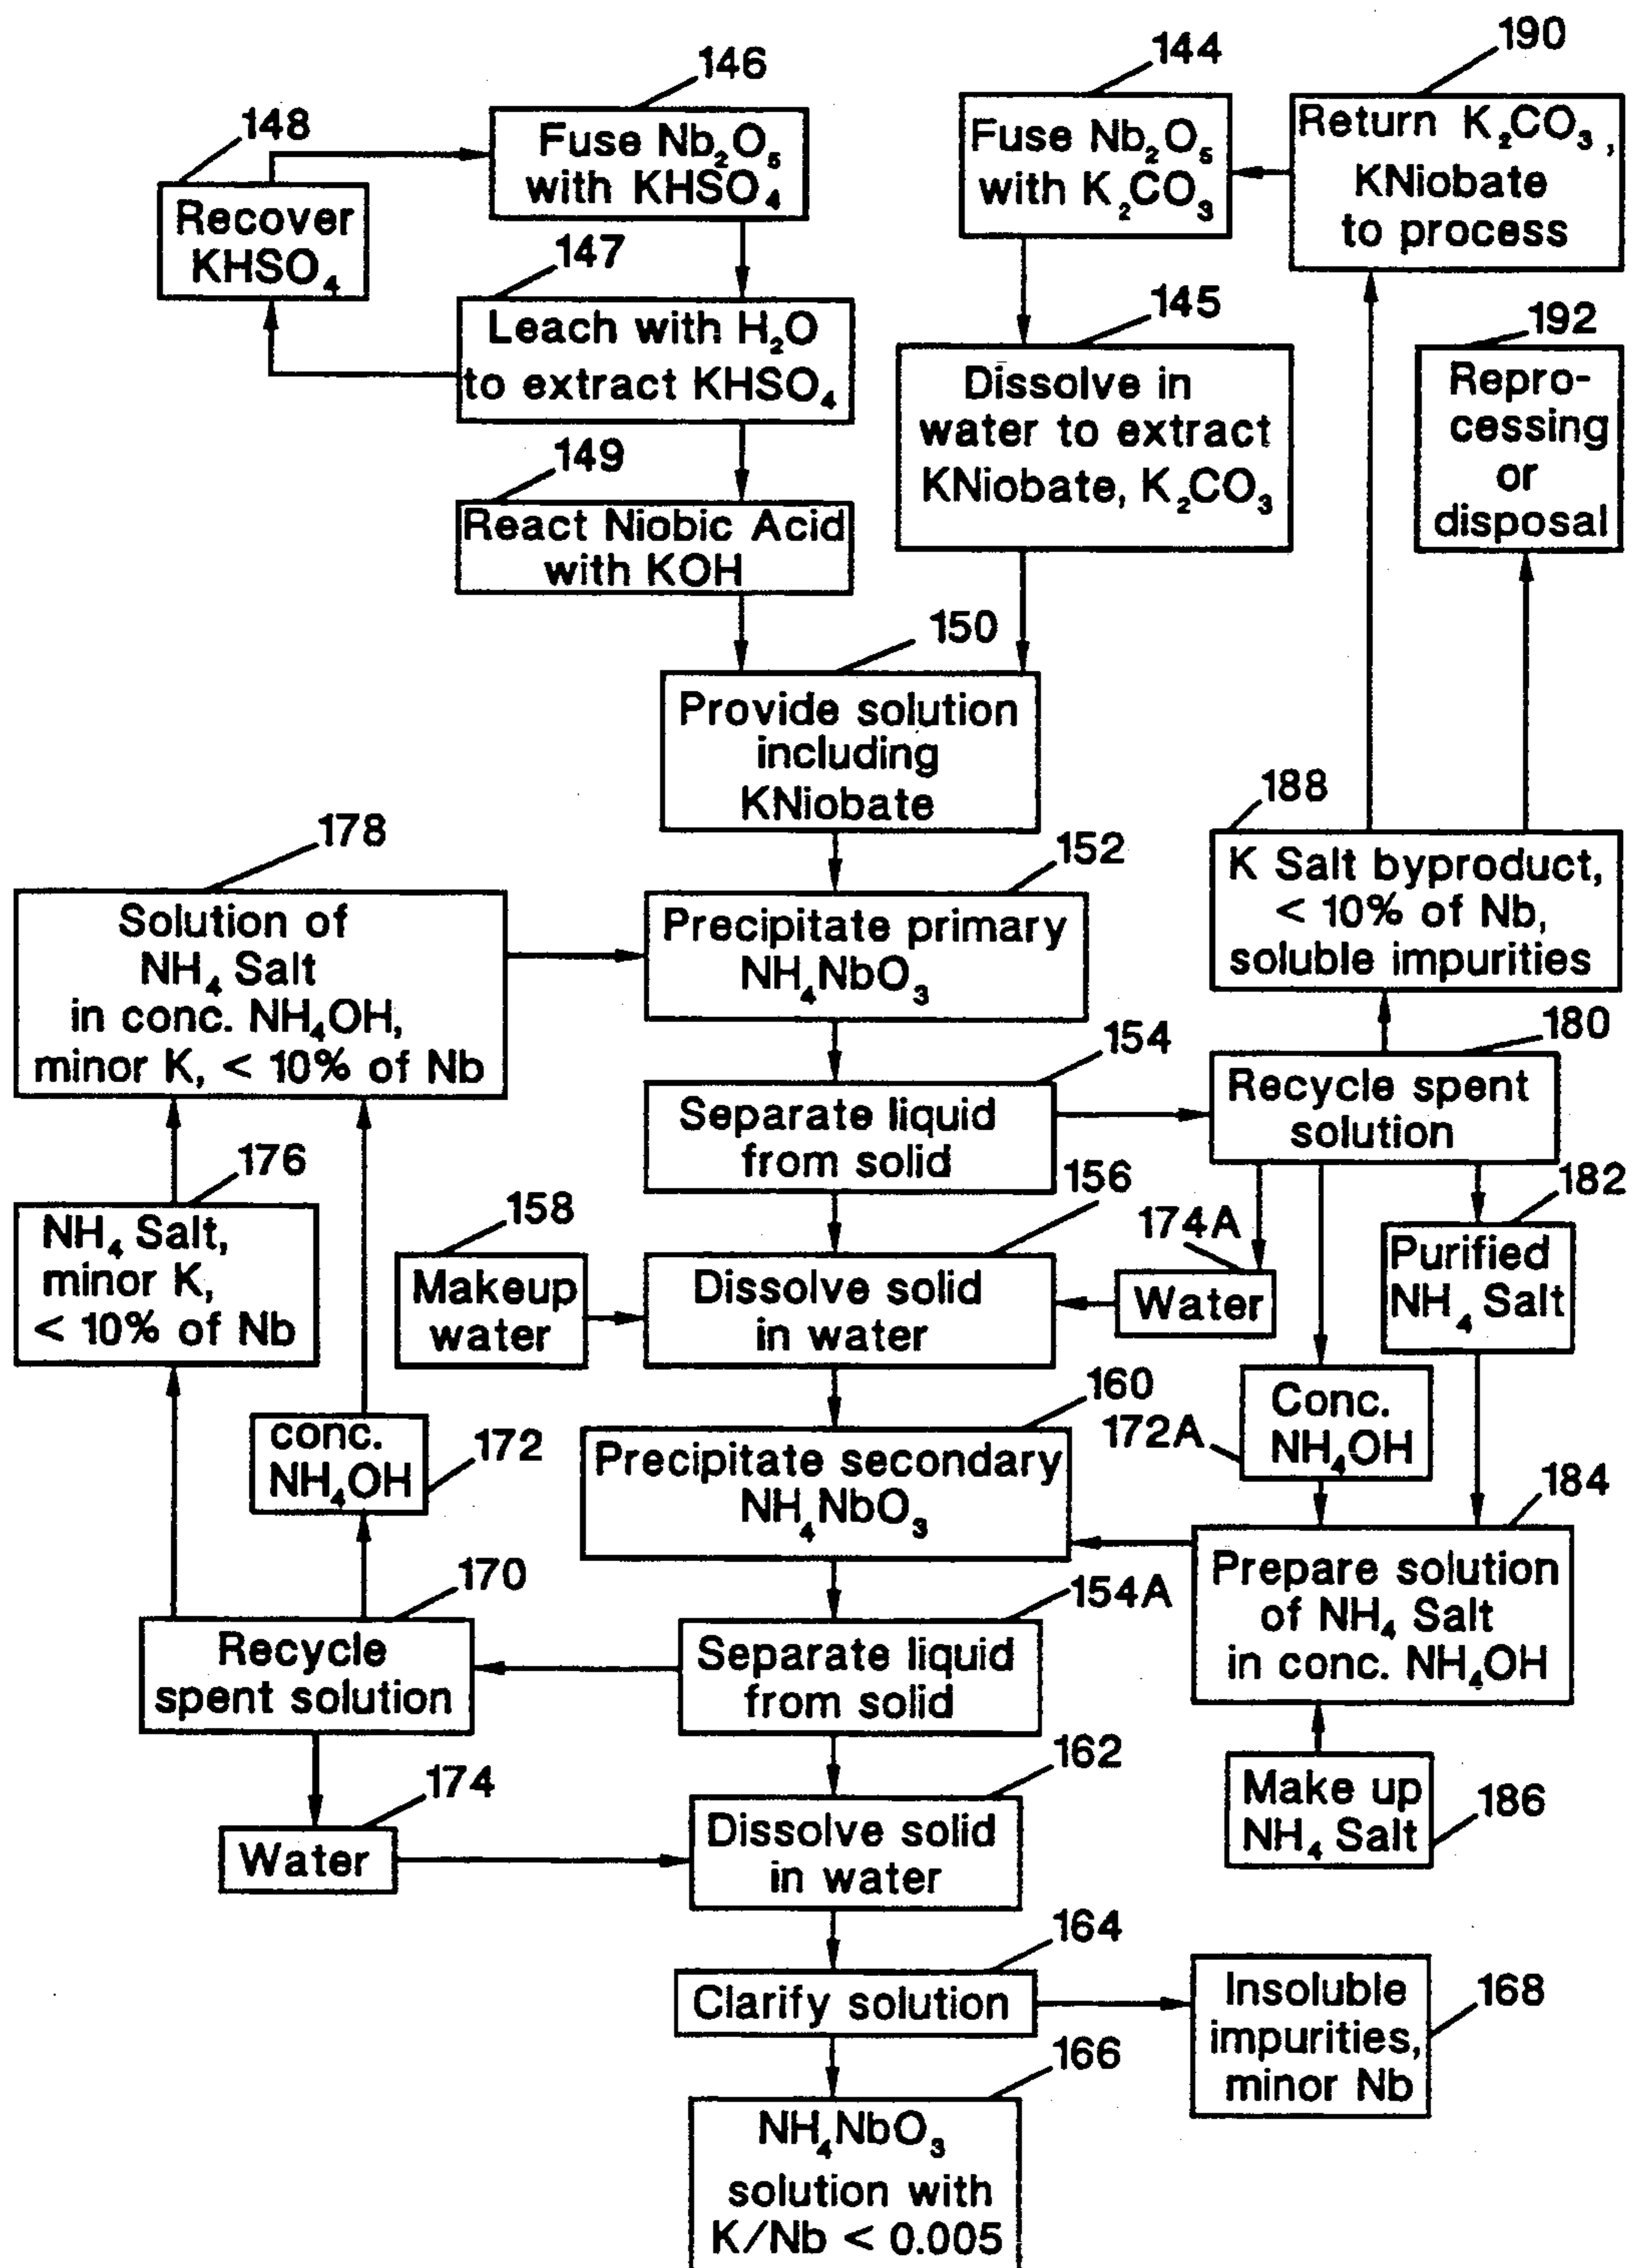 146
Fuse Nb₂O₅
with KHSO₄
144
Fuse Nb₂O₅
with K₂CO₃
190
Return K₂CO₃,
KNiobate
to process
148
Recover
KHSO₄
147
Leach with H₂O
to extract KHSO₄
145
Dissolve in
water to extract
KNiobate, K₂CO₃
192
Repro-
cessing
or
disposal
149
React Niobic Acid
with KOH
150
Provide solution
including
KNiobate
188
K Salt byproduct,
< 10% of Nb,
soluble impurities
178
Solution of
NH₄ Salt
in conc. NH₄OH,
minor K, < 10% of Nb
152
Precipitate primary
NH₄NbO₃
154
Separate liquid
from solid
180
Recycle spent
solution
176
NH₄ Salt,
minor K,
< 10% of Nb
158
Makeup
water
156
Dissolve solid
in water
174A
Water
182
Purified
NH₄ Salt
160
Precipitate secondary
NH₄NbO₃
172A
Conc.
NH₄OH
conc.
NH₄OH
172
184
Prepare solution
of NH₄ Salt
in conc. NH₄OH
170
Recycle
spent solution
154A
Separate liquid
from solid
186
Make up
NH₄ Salt
174
Water
162
Dissolve solid
in water
164
Clarify solution
168
Insoluble
impurities,
minor Nb
166
NH₄NbO₃
solution with
K/Nb < 0.005